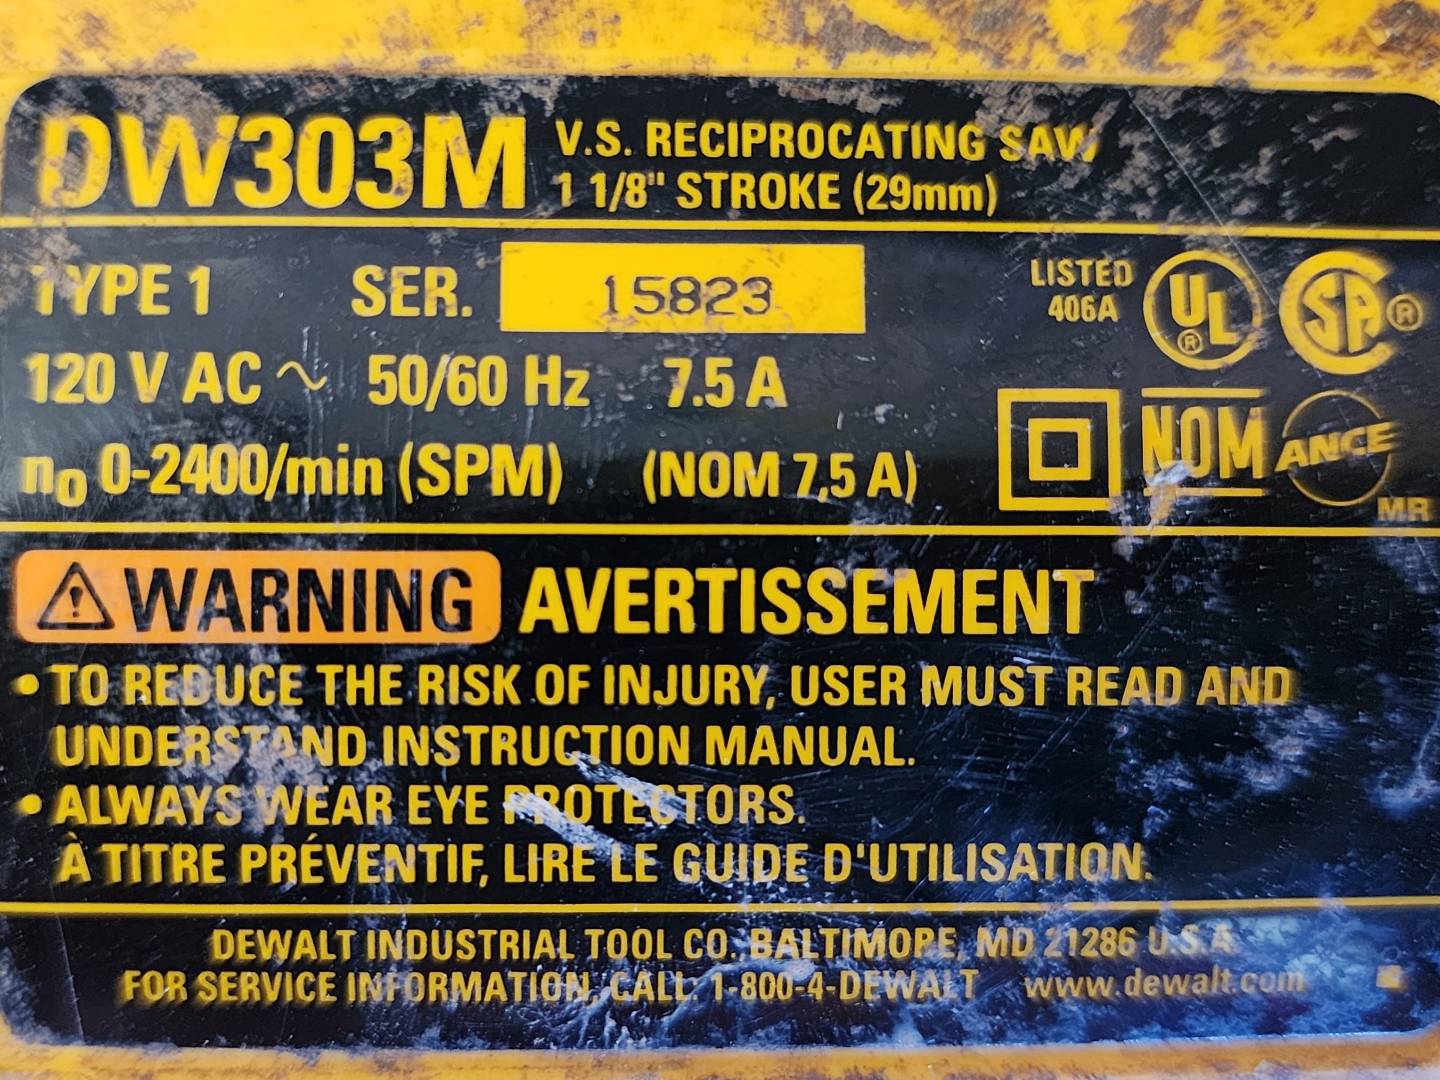 DW303M
V.S. RECIPROCATING SAW
1 1/8" STROKE (29mm)
TYPE 1 SER. 15823
LISTED
406A
UL®
SA®
120 V AC ~ 50/60 Hz 7.5 A
n₀ 0-2400/min (SPM) (NOM 7,5 A)
NOM ANCE
MR
WARNING AVERTISSEMENT
• TO REDUCE THE RISK OF INJURY, USER MUST READ AND
UNDERSTAND INSTRUCTION MANUAL.
• ALWAYS WEAR EYE PROTECTORS.
À TITRE PRÉVENTIF, LIRE LE GUIDE D'UTILISATION.
DEWALT INDUSTRIAL TOOL CO., BALTIMORE, MD 21286 U.S.A
FOR SERVICE INFORMATION, CALL: 1-800-4-DEWALT www.dewalt.com